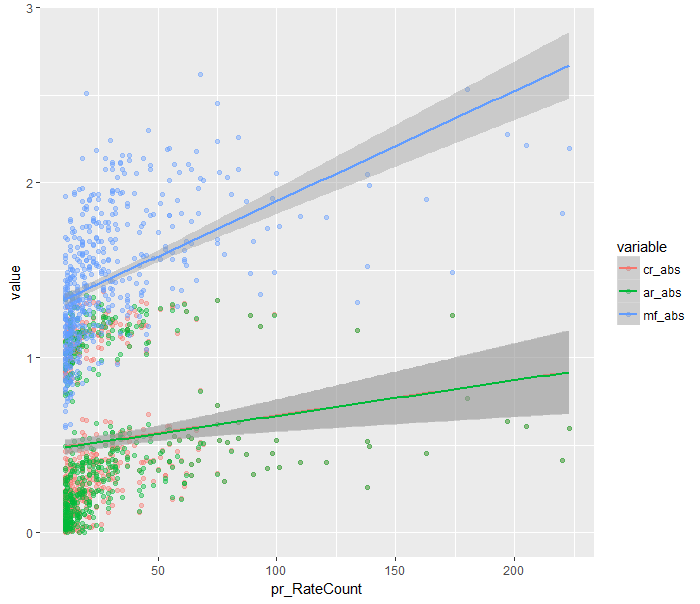 3
2
1
0
value
50
100
150
200
pr_RateCount
variable
cr_abs
ar_abs
mf_abs